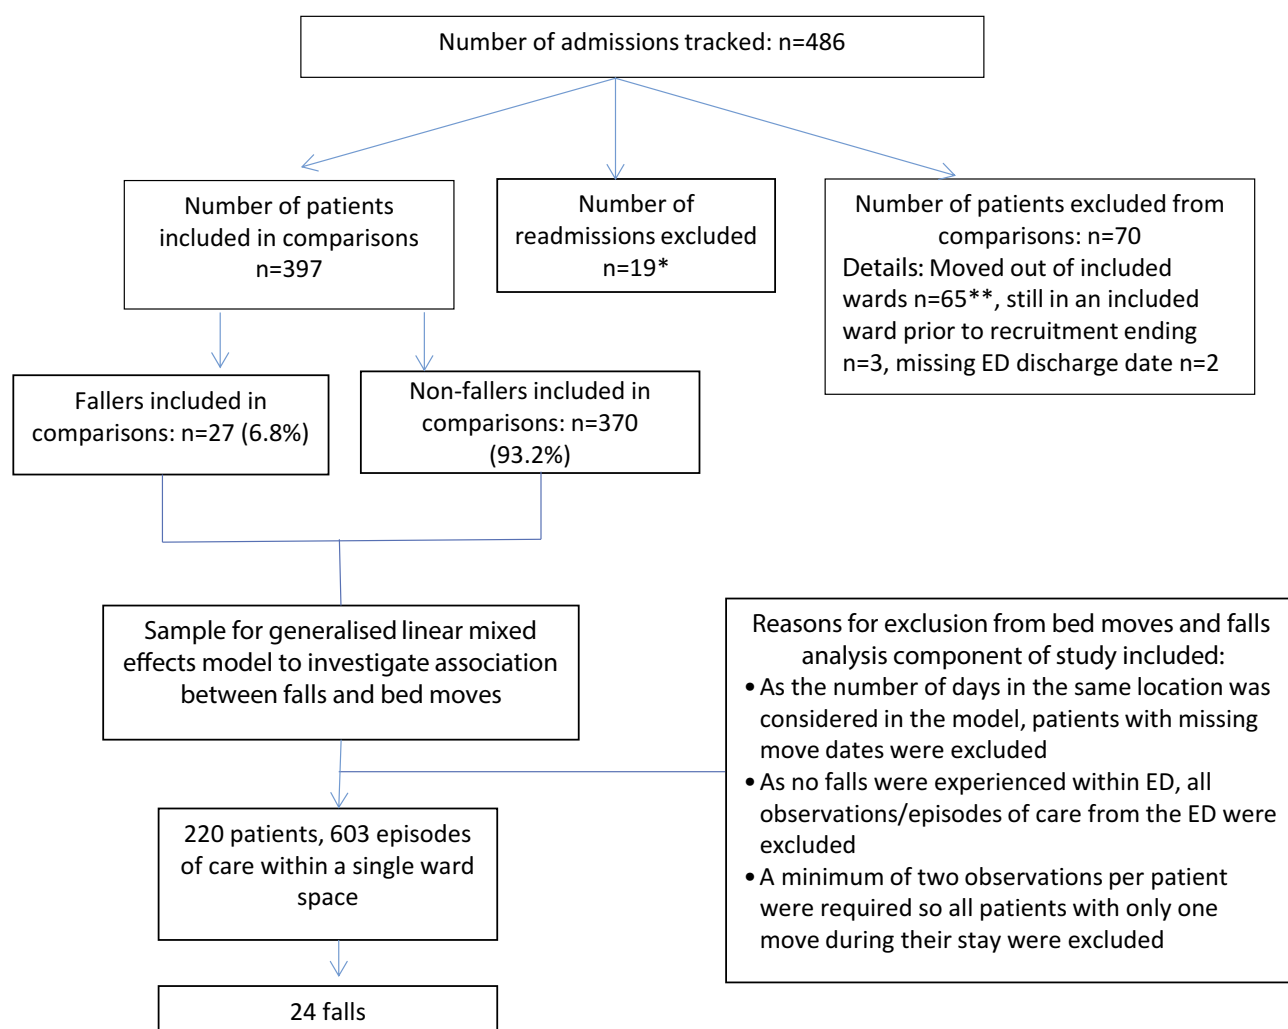 Number of admissions tracked: n=486
Number of patients
included in comparisons
n=397
Number of
readmissions excluded
n=19*
Number of patients excluded from
comparisons: n=70
Details: Moved out of included
wards n=65**, still in an included
ward prior to recruitment ending
n=3, missing ED discharge date n=2
Fallers included in
comparisons: n=27 (6.8%)
Non-fallers included in
comparisons: n=370
(93.2%)
Sample for generalised linear mixed
effects model to investigate association
between falls and bed moves
Reasons for exclusion from bed moves and falls
analysis component of study included:
• As the number of days in the same location was
considered in the model, patients with missing
move dates were excluded
• As no falls were experienced within ED, all
observations/episodes of care from the ED were
excluded
• A minimum of two observations per patient
were required so all patients with only one
move during their stay were excluded
220 patients, 603 episodes
of care within a single ward
space
24 falls